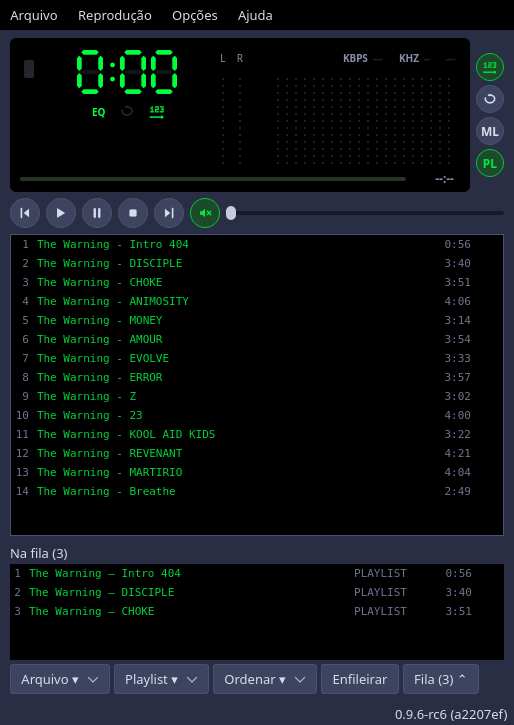 Arquivo Reprodução Opções Ajuda
0:00
L R KBPS KHZ
EQ 123
--:--
123
ML
PL
1 The Warning - Intro 404 0:56
2 The Warning - DISCIPLE 3:40
3 The Warning - CHOKE 3:51
4 The Warning - ANIMOSITY 4:06
5 The Warning - MONEY 3:14
6 The Warning - AMOUR 3:54
7 The Warning - EVOLVE 3:33
8 The Warning - ERROR 3:57
9 The Warning - Z 3:02
10 The Warning - 23 4:00
11 The Warning - KOOL AID KIDS 3:22
12 The Warning - REVENANT 4:21
13 The Warning - MARTIRIO 4:04
14 The Warning - Breathe 2:49
Na fila (3)
1 The Warning — Intro 404 PLAYLIST 0:56
2 The Warning — DISCIPLE PLAYLIST 3:40
3 The Warning — CHOKE PLAYLIST 3:51
Arquivo ▾ Playlist ▾ Ordenar ▾ Enfileirar Fila (3) ⌃
0.9.6-rc6 (a2207ef)